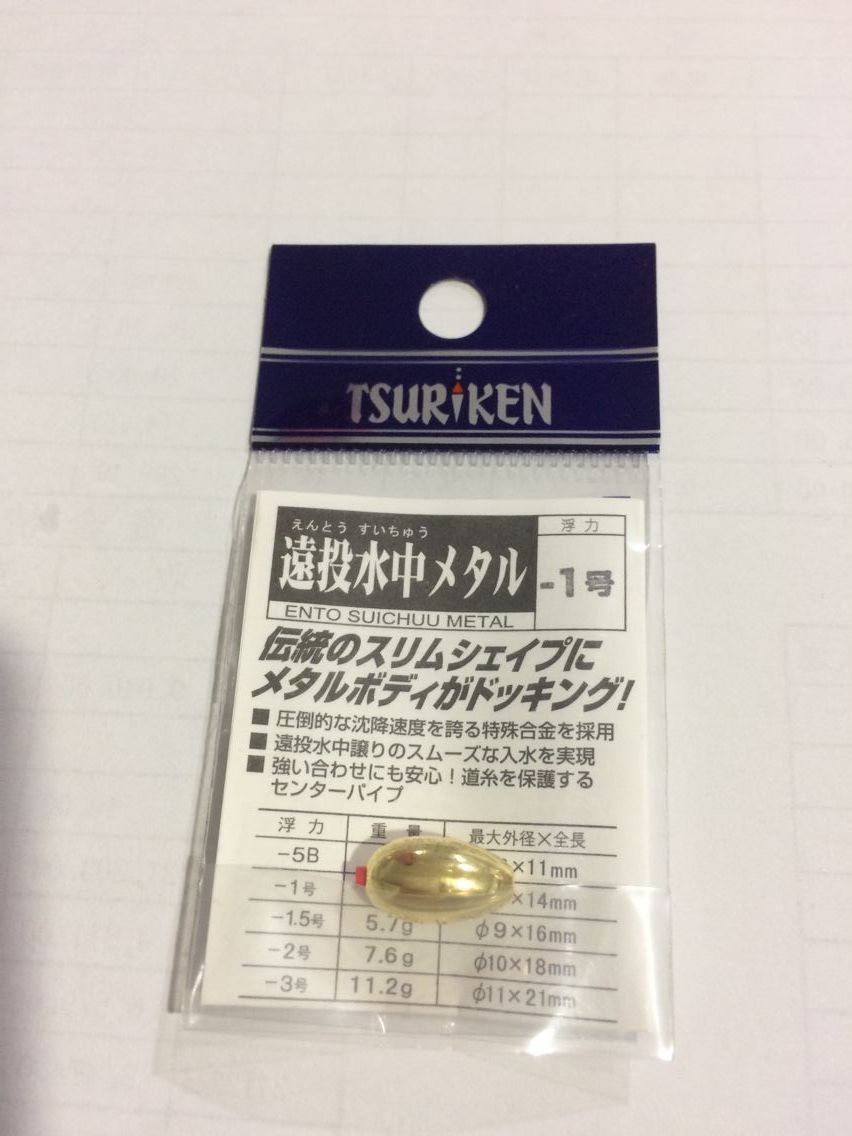 TSURIKEN
えんとう すいちゅう
遠投水中メタル
ENTO SUICHUU METAL
浮力
-1号
伝統のスリムシェイプに
メタルボディがドッキング!
■ 圧倒的な沈降速度を誇る特殊合金を採用
■ 遠投水中譲りのスムーズな入水を実現
■ 強い合わせにも安心!道糸を保護する
センターパイプ
浮力 重量 最大外径×全長
-5B ×11mm
-1号 ×14mm
-1.5号 5.7g φ9×16mm
-2号 7.6g φ10×18mm
-3号 11.2g φ11×21mm